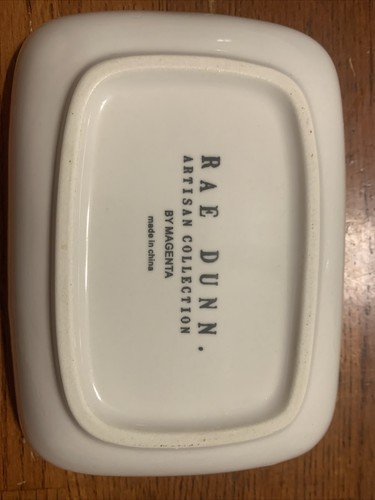 RAE DUNN.
ARTISAN COLLECTION
BY MAGENTA
made in china